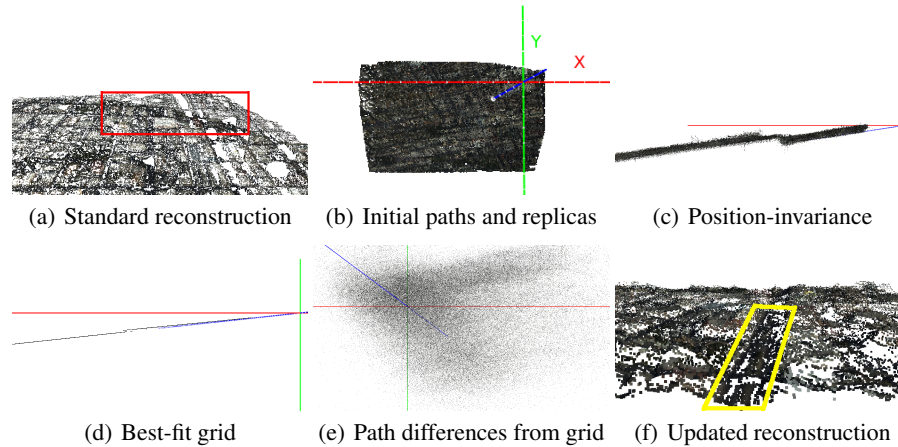 Y
X
(a) Standard reconstruction
(b) Initial paths and replicas
(c) Position-invariance
(d) Best-fit grid
(e) Path differences from grid
(f) Updated reconstruction